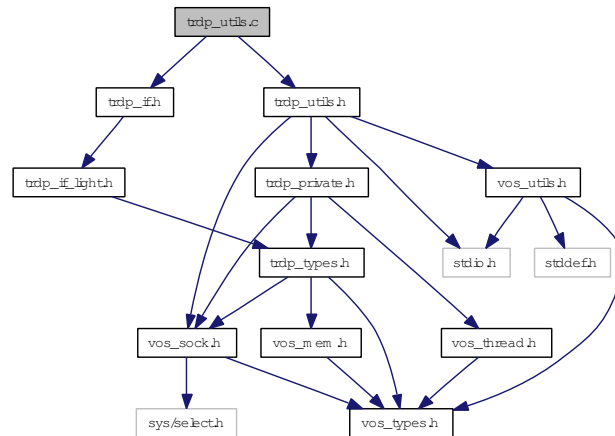 trdp_utils.c
trdp_if.h
trdp_utils.h
trdp_if_light.h
trdp_private.h
vos_utils.h
trdp_types.h
stdio.h
stddef.h
vos_sock.h
vos_mem.h
vos_thread.h
sys/select.h
vos_types.h